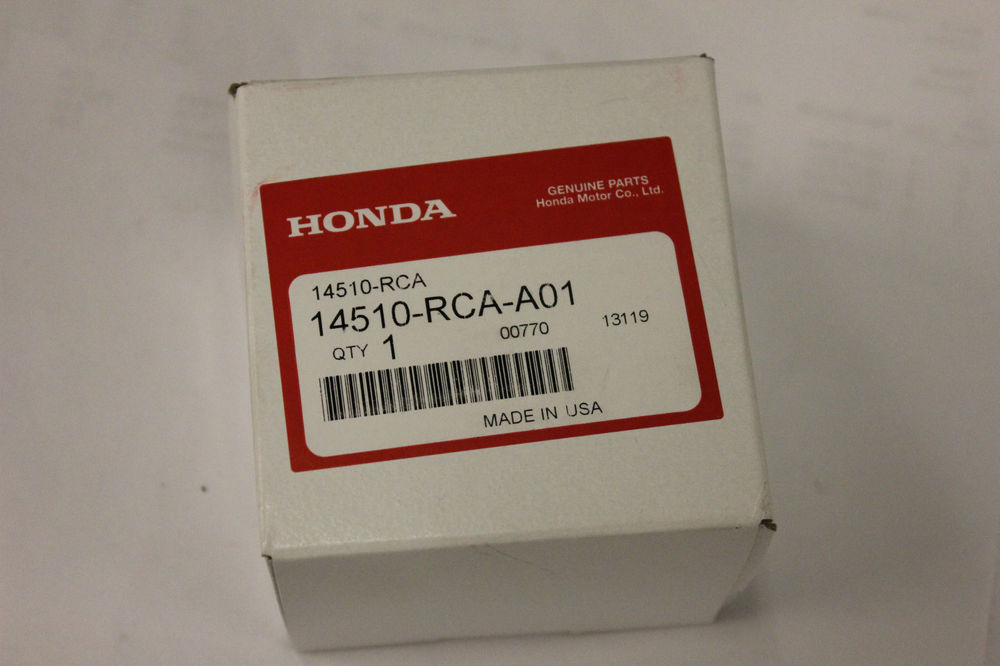 HONDA
GENUINE PARTS
Honda Motor Co., Ltd.
14510-RCA
14510-RCA-A01
QTY 1 00770 13119
MADE IN USA